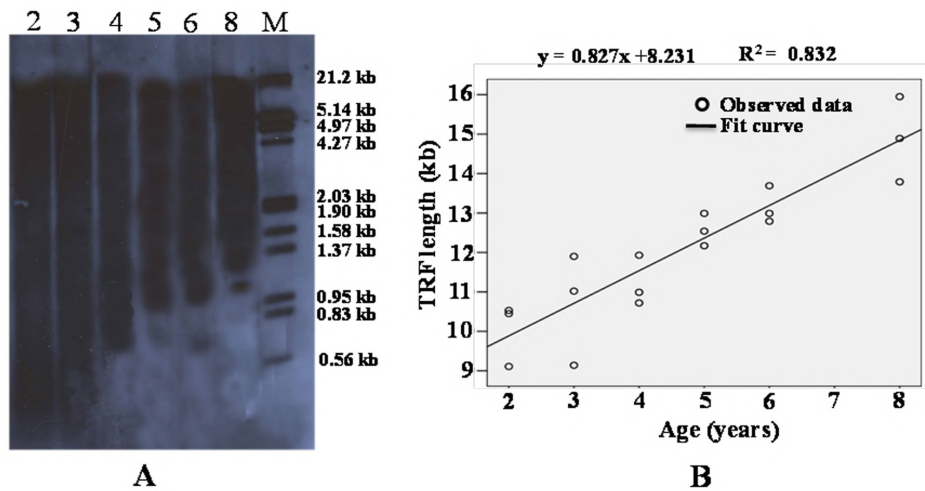 2 3 4 5 6 8 M
21.2 kb
5.14 kb
4.97 kb
4.27 kb
2.03 kb
1.90 kb
1.58 kb
1.37 kb
0.95 kb
0.83 kb
0.56 kb
A
y = 0.827x +8.231 R² = 0.832
Observed data
Fit curve
TRF length (kb)
16
15
14
13
12
11
10
9
2 3 4 5 6 7 8
Age (years)
B